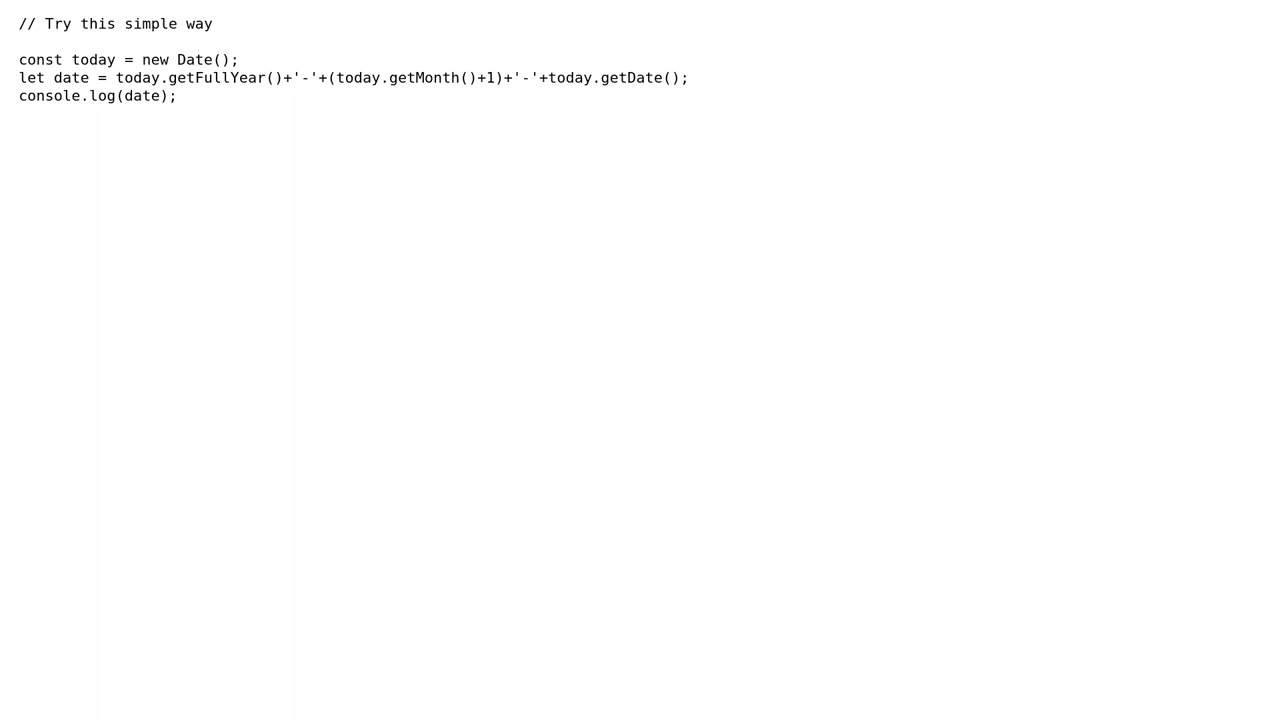 // Try this simple way

const today = new Date();
let date = today.getFullYear()+'-'+(today.getMonth()+1)+'-'+today.getDate();
console.log(date);